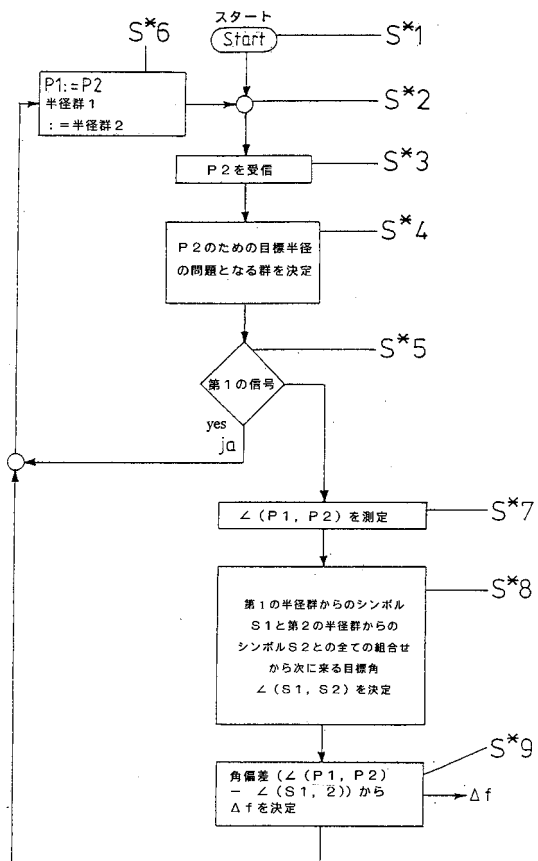 スタート
Start
S*1
S*6
P1:=P2
半径群1
:=半径群2
S*2
P2を受信
S*3
P2のための目標半径
の問題となる群を決定
S*4
第1の信号
S*5
yes
ja
∠(P1, P2)を測定
S*7
第1の半径群からのシンボル
S1と第2の半径群からの
シンボルS2との全ての組合せ
から次に来る目標角
∠(S1, S2)を決定
S*8
角偏差(∠(P1, P2)
− ∠(S1, 2))から
Δfを決定
S*9
Δf